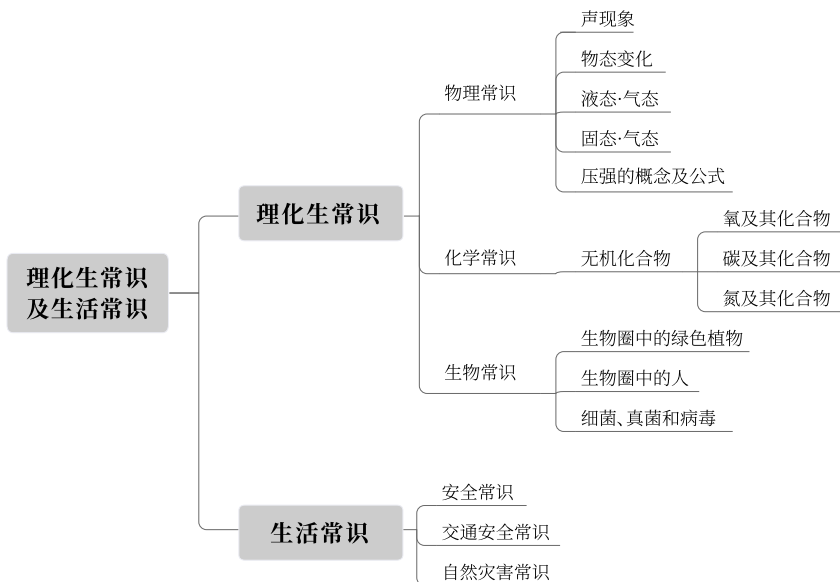 理化生常识
及生活常识
理化生常识
物理常识
声现象
物态变化
液态·气态
固态·气态
压强的概念及公式
化学常识
无机化合物
氧及其化合物
碳及其化合物
氮及其化合物
生物常识
生物圈中的绿色植物
生物圈中的人
细菌、真菌和病毒
生活常识
安全常识
交通安全常识
自然灾害常识